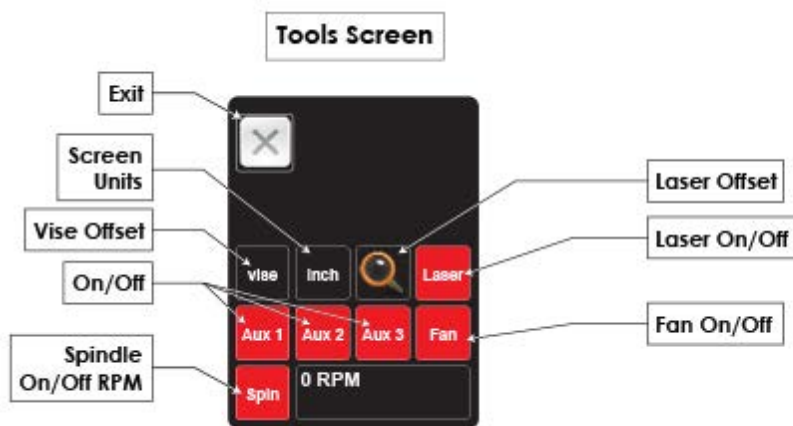 Tools Screen
Exit
Screen
Units
Vise Offset
On/Off
Spindle
On/Off RPM
Laser Offset
Laser On/Off
Fan On/Off
vise
Inch
Laser
Aux 1
Aux 2
Aux 3
Fan
Spin
0 RPM